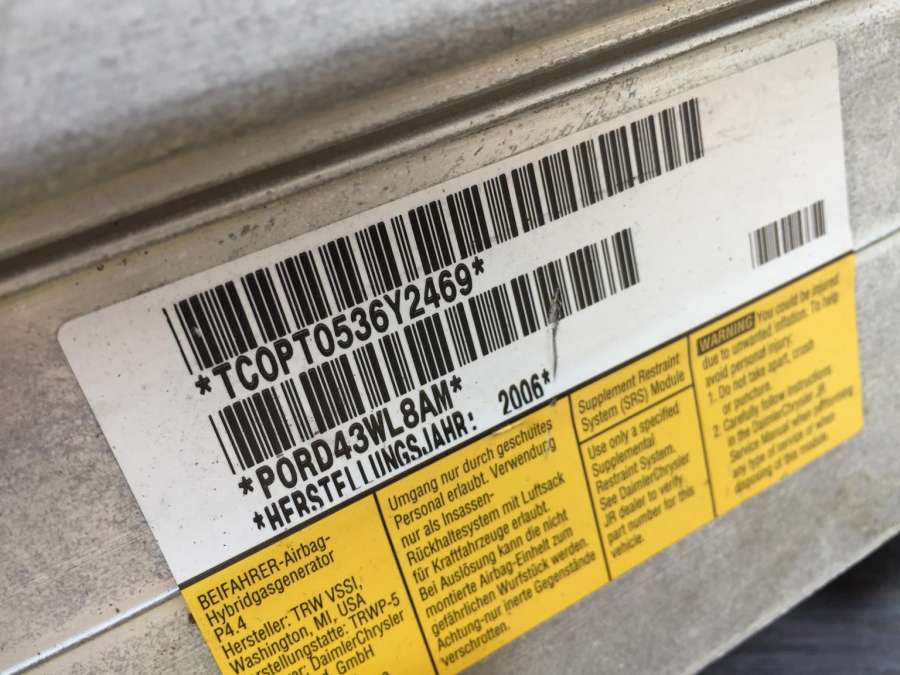 *TCOPT0536Y2469*
*PORD43WL8AM*
*HERSTELLUNGSJAHR: 2006*
BEIFAHRER-Airbag-
Hybridgasgenerator
P4.4
Hersteller: TRW VSSI,
Washington, MI, USA
erstellungstatte: TRWP-5
DaimlerChrysler
GmbH
Umgang nur durch geschultes
Personal erlaubt. Verwendung
nur als Insassen-
Rückhaltesystem mit Luftsack
für Kraftfahrzeuge erlaubt.
Bei Auslösung kann die nicht
montierte Airbag-Einheit zum
gefährlichen Wurfstück werden.
Achtung-nur inerte Gegenstände
verschrotten.
Supplement Restraint
System (SRS) Module
Use only a specified
Supplemental
Restraint System.
See DaimlerChrysler
JR dealer to verify
part number for this
vehicle.
WARNING You could be injured
due to unwanted inflation. To help
avoid personal injury:
1. Do not take apart, crush
or puncture.
2. Carefully follow instructions
in the DaimlerChrysler JR
Service Manual when performing
any type of service or when
disposing of this module.